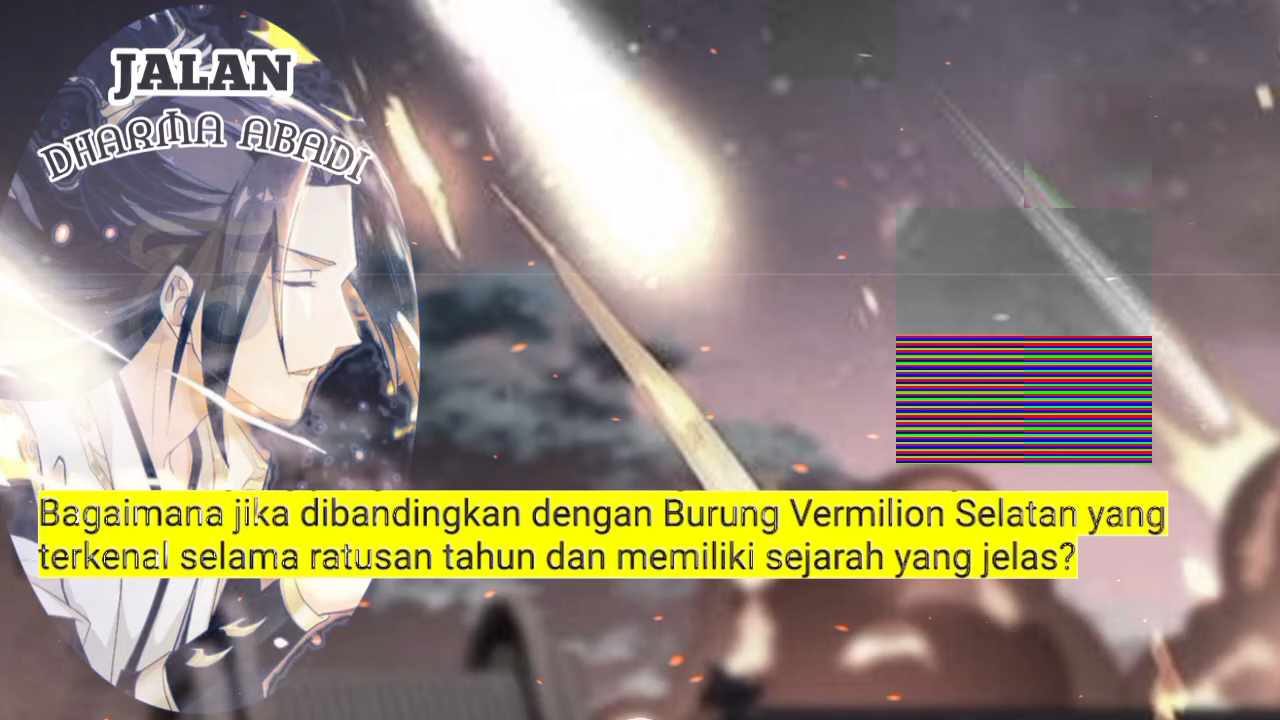 JALAN
DHARMA ABADI
Bagaimana jika dibandingkan dengan Burung Vermilion Selatan yang
terkenal selama ratusan tahun dan memiliki sejarah yang jelas?